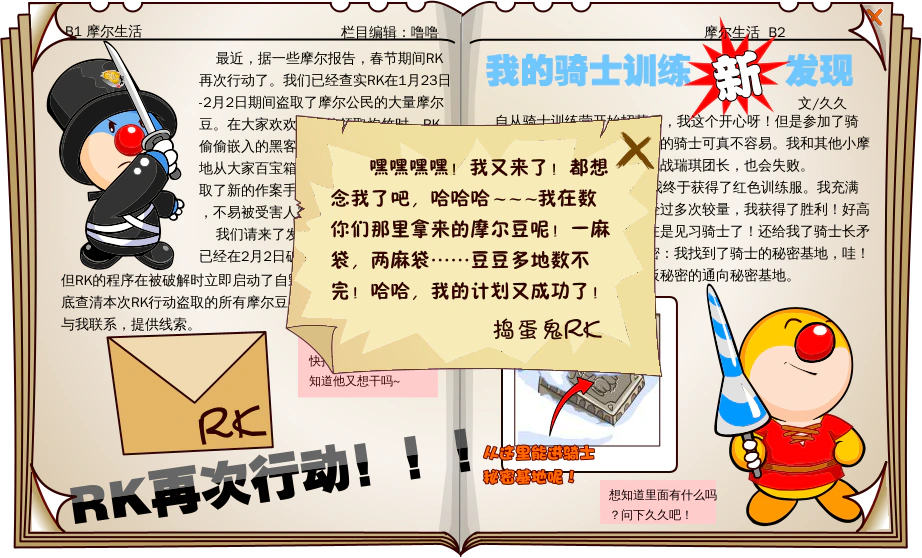 B1 摩尔生活
栏目编辑：噜噜
最近，据一些摩尔报告，春节期间RK
再次行动了。我们已经查实RK在1月23日
-2月2日期间盗取了摩尔公民的大量摩尔
豆。在大家欢欢
偷偷嵌入的黑客
地从大家百宝箱
取了新的作案手
，不易被受害人
我们请来了发
已经在2月2日破
但RK的程序在被破解时立即启动了自毁
底查清本次RK行动盗取的所有摩尔豆
与我联系，提供线索。
RK
知道他又想干吗~
RK再次行动！！！
嘿嘿嘿嘿！我又来了！都想
念我了吧，哈哈哈~~~我在数
你们那里拿来的摩尔豆呢！一麻
袋，两麻袋……豆豆多地数不
完！哈哈，我的计划又成功了！
捣蛋鬼RK
摩尔生活 B2
我的骑士训练新发现
文/久久
，我这个开心呀！但是参加了骑
的骑士可真不容易。我和其他小摩
战瑞琪团长，也会失败。
终于获得了红色训练服。我充满
过多次较量，我获得了胜利！好高
是见习骑士了！还给我了骑士长矛
：我找到了骑士的秘密基地，哇！
秘密的通向秘密基地。
从这里能进骑士
秘密基地呢！
想知道里面有什么吗
？问下久久吧！